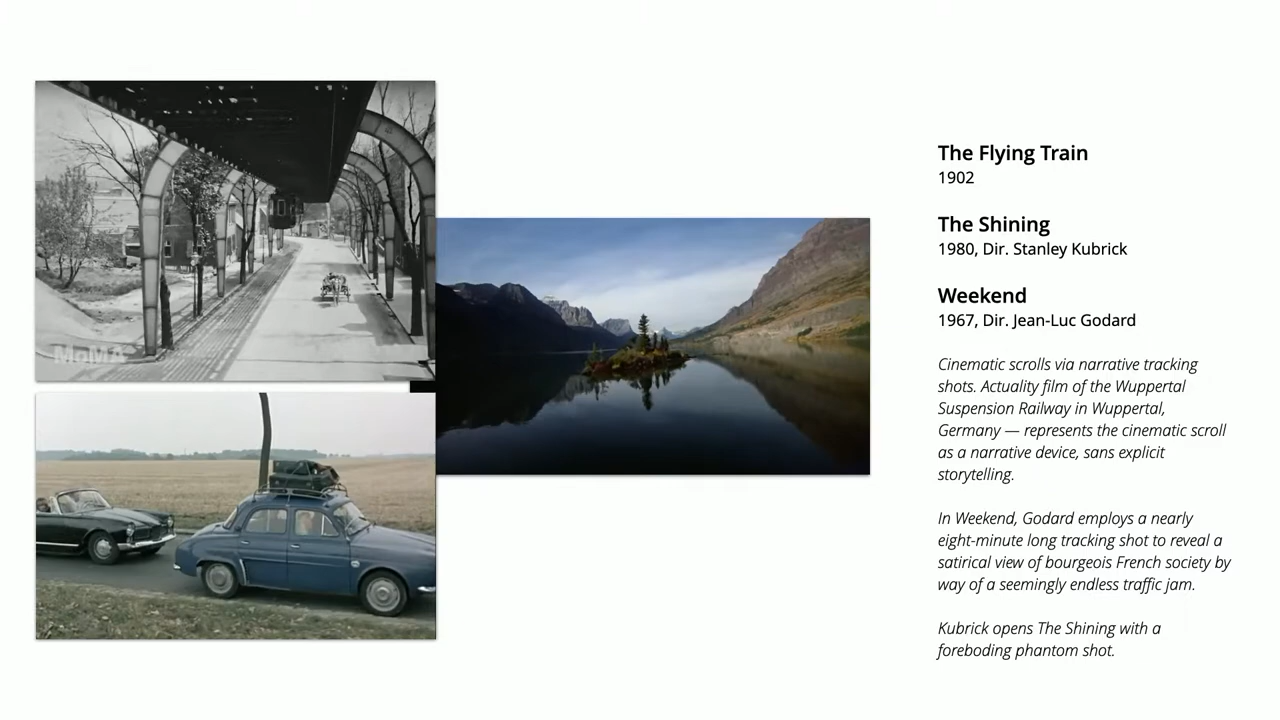 MoMA
The Flying Train
1902
The Shining
1980, Dir. Stanley Kubrick
Weekend
1967, Dir. Jean-Luc Godard
Cinematic scrolls via narrative tracking
shots. Actuality film of the Wuppertal
Suspension Railway in Wuppertal,
Germany — represents the cinematic scroll
as a narrative device, sans explicit
storytelling.
In Weekend, Godard employs a nearly
eight-minute long tracking shot to reveal a
satirical view of bourgeois French society by
way of a seemingly endless traffic jam.
Kubrick opens The Shining with a
foreboding phantom shot.